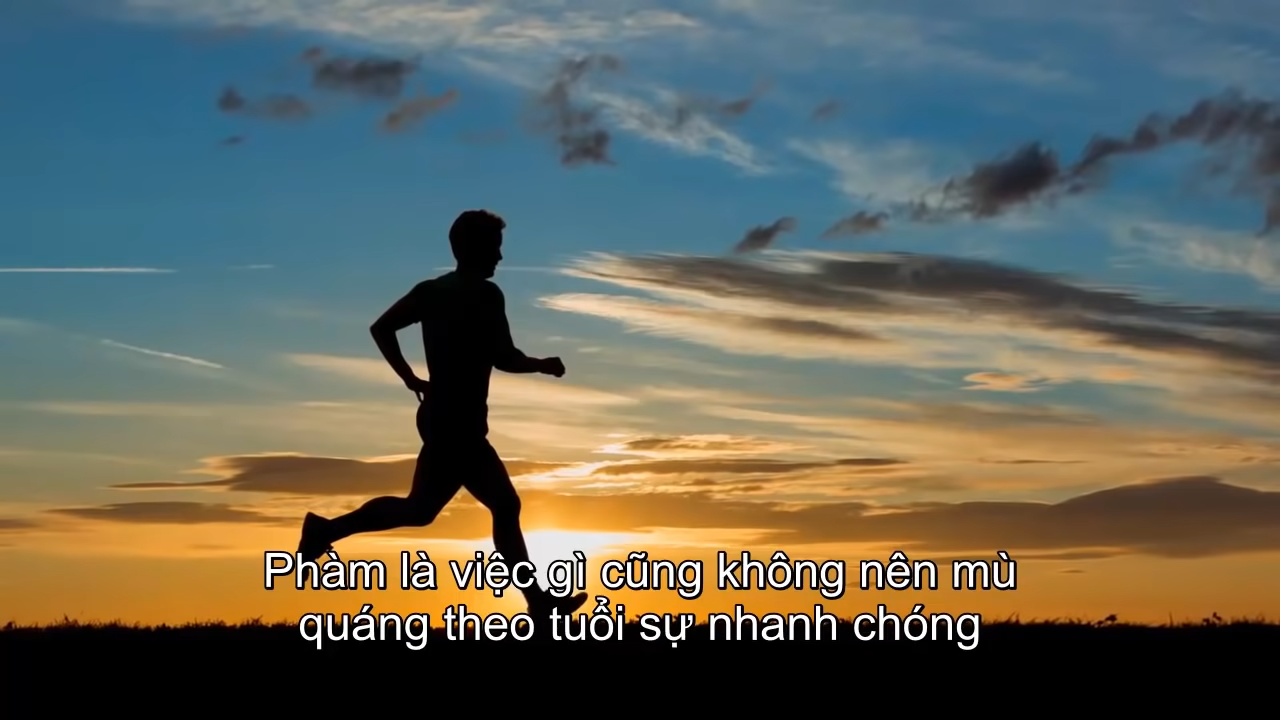 Phàm là việc gì cũng không nên mù
quáng theo tuổi sự nhanh chóng